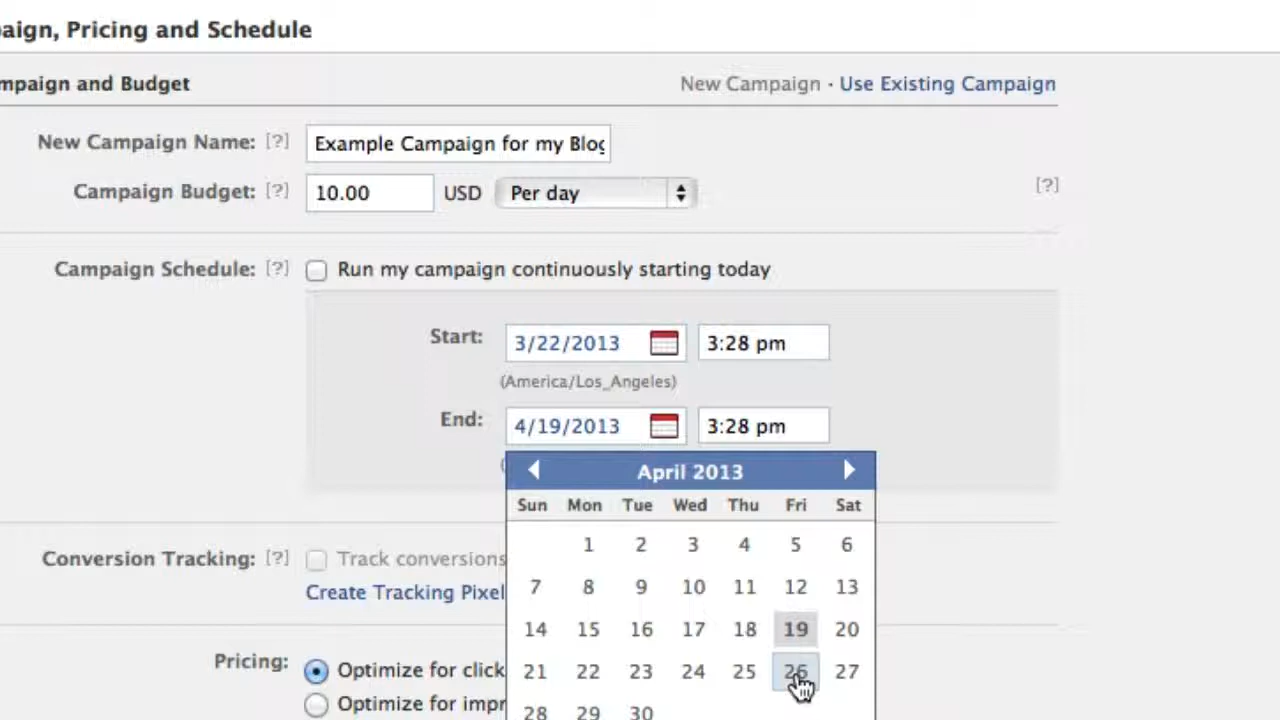 aign, Pricing and Schedule
mpaign and Budget New Campaign · Use Existing Campaign
New Campaign Name: [?] Example Campaign for my Blog
Campaign Budget: [?] 10.00 USD Per day [?]
Campaign Schedule: [?] Run my campaign continuously starting today
Start: 3/22/2013 3:28 pm
(America/Los_Angeles)
End: 4/19/2013 3:28 pm
(
April 2013
Sun Mon Tue Wed Thu Fri Sat
1 2 3 4 5 6
7 8 9 10 11 12 13
14 15 16 17 18 19 20
21 22 23 24 25 26 27
28 29 30
Conversion Tracking: [?] Track conversions
Create Tracking Pixel
Pricing: Optimize for click
Optimize for impr